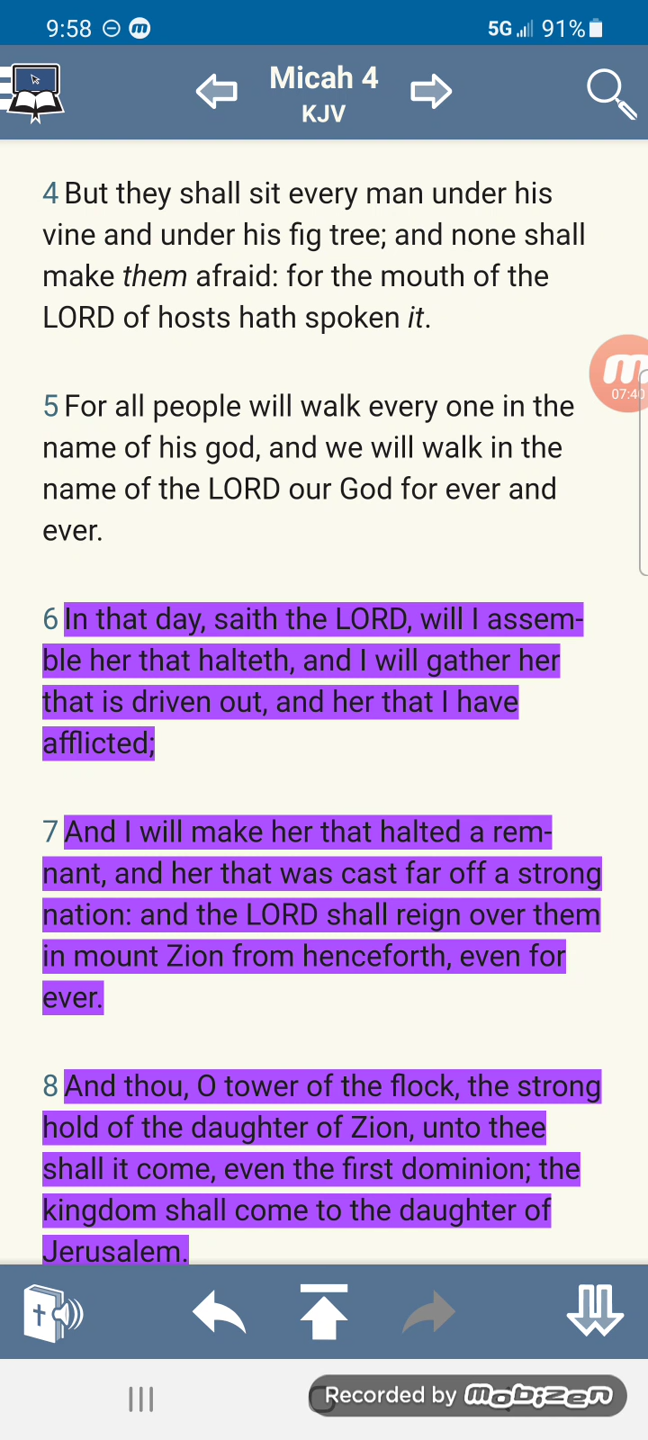 9:58
5G 91%
Micah 4
KJV
4 But they shall sit every man under his
vine and under his fig tree; and none shall
make them afraid: for the mouth of the
LORD of hosts hath spoken it.
07:40
5 For all people will walk every one in the
name of his god, and we will walk in the
name of the LORD our God for ever and
ever.
6 In that day, saith the LORD, will I assem-
ble her that halteth, and I will gather her
that is driven out, and her that I have
afflicted;
7 And I will make her that halted a rem-
nant, and her that was cast far off a strong
nation: and the LORD shall reign over them
in mount Zion from henceforth, even for
ever.
8 And thou, O tower of the flock, the strong
hold of the daughter of Zion, unto thee
shall it come, even the first dominion; the
kingdom shall come to the daughter of
Jerusalem.
Recorded by mobizen